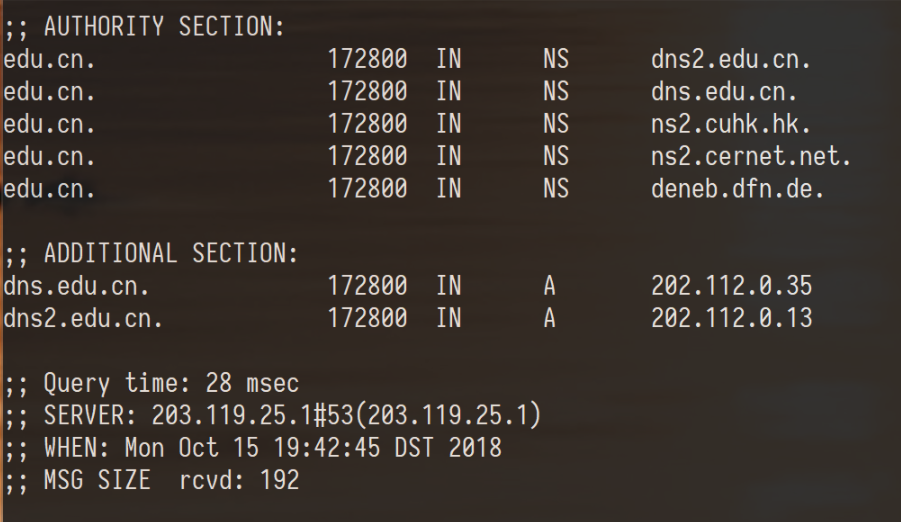 ;; AUTHORITY SECTION:
edu.cn. 172800 IN NS dns2.edu.cn.
edu.cn. 172800 IN NS dns.edu.cn.
edu.cn. 172800 IN NS ns2.cuhk.hk.
edu.cn. 172800 IN NS ns2.cernet.net.
edu.cn. 172800 IN NS deneb.dfn.de.
;; ADDITIONAL SECTION:
dns.edu.cn. 172800 IN A 202.112.0.35
dns2.edu.cn. 172800 IN A 202.112.0.13
;; Query time: 28 msec
;; SERVER: 203.119.25.1#53(203.119.25.1)
;; WHEN: Mon Oct 15 19:42:45 DST 2018
;; MSG SIZE rcvd: 192